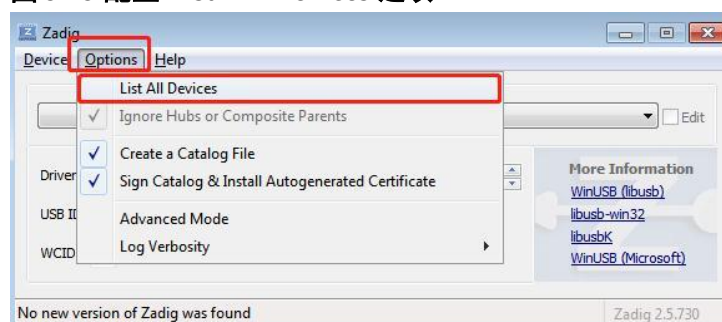 Zadig
Device Options Help
List All Devices
Ignore Hubs or Composite Parents
Edit
Create a Catalog File
Driver
Sign Catalog & Install Autogenerated Certificate
More Information
WinUSB (libusb)
USB ID
Advanced Mode
libusb-win32
Log Verbosity
libusbK
WCID
WinUSB (Microsoft)
No new version of Zadig was found
Zadig 2.5.730